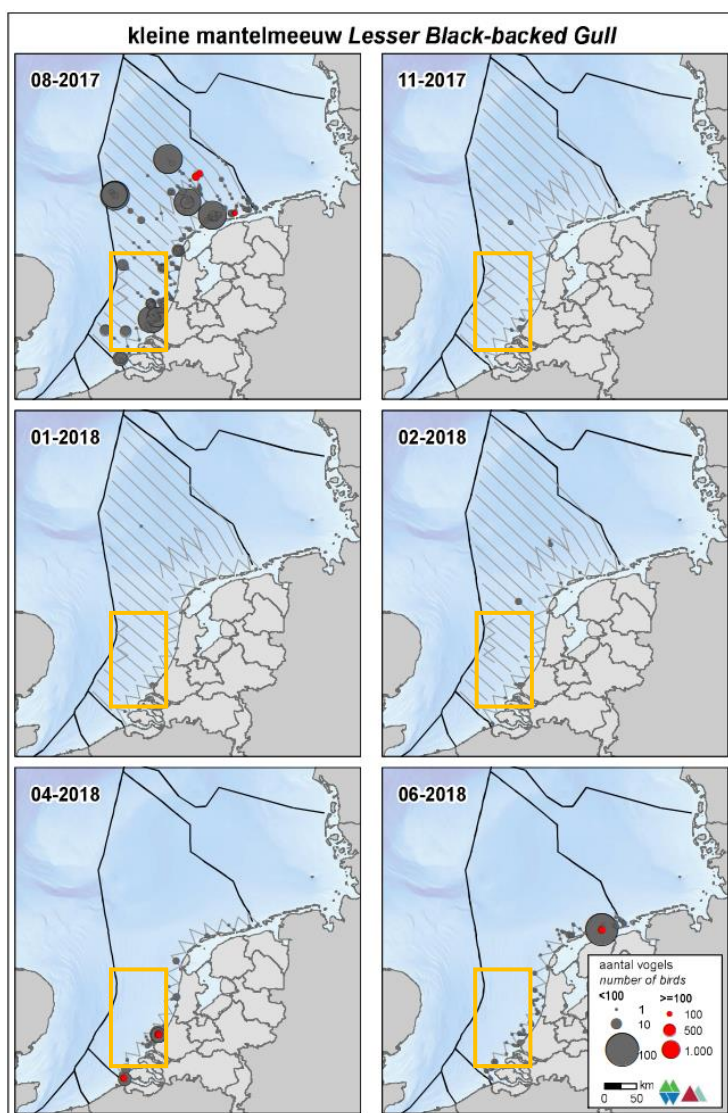 kleine mantelmeeuw Lesser Black-backed Gull
08-2017
11-2017
01-2018
02-2018
04-2018
06-2018
aantal vogels
number of birds
<100 >=100
1 100
10 500
100 1.000
km
0 50